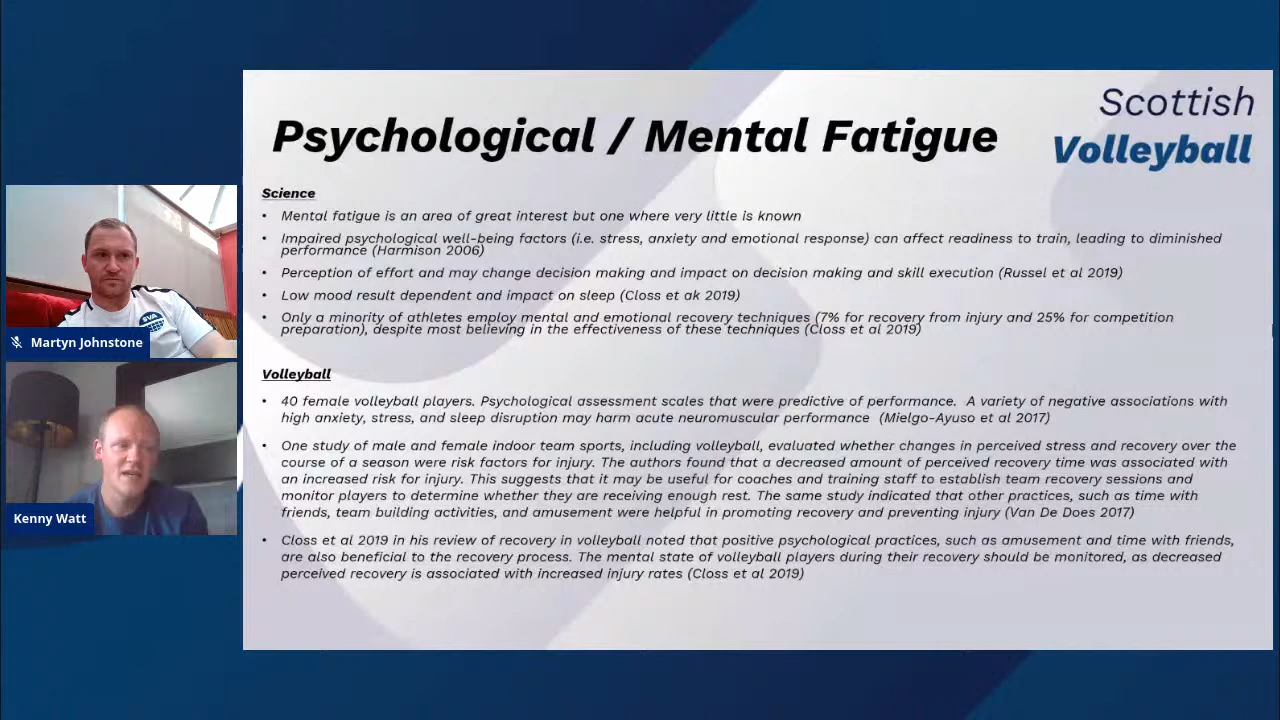 Psychological / Mental Fatigue
Scottish
Volleyball
Science
• Mental fatigue is an area of great interest but one where very little is known
• Impaired psychological well-being factors (i.e. stress, anxiety and emotional response) can affect readiness to train, leading to diminished
performance (Harmison 2006)
• Perception of effort and may change decision making and impact on decision making and skill execution (Russel et al 2019)
• Low mood result dependent and impact on sleep (Closs et ak 2019)
• Only a minority of athletes employ mental and emotional recovery techniques (7% for recovery from injury and 25% for competition
preparation), despite most believing in the effectiveness of these techniques (Closs et al 2019)
Volleyball
• 40 female volleyball players. Psychological assessment scales that were predictive of performance. A variety of negative associations with
high anxiety, stress, and sleep disruption may harm acute neuromuscular performance (Mielgo-Ayuso et al 2017)
• One study of male and female indoor team sports, including volleyball, evaluated whether changes in perceived stress and recovery over the
course of a season were risk factors for injury. The authors found that a decreased amount of perceived recovery time was associated with
an increased risk for injury. This suggests that it may be useful for coaches and training staff to establish team recovery sessions and
monitor players to determine whether they are receiving enough rest. The same study indicated that other practices, such as time with
friends, team building activities, and amusement were helpful in promoting recovery and preventing injury (Van De Does 2017)
• Closs et al 2019 in his review of recovery in volleyball noted that positive psychological practices, such as amusement and time with friends,
are also beneficial to the recovery process. The mental state of volleyball players during their recovery should be monitored, as decreased
perceived recovery is associated with increased injury rates (Closs et al 2019)
SVA
Martyn Johnstone
Kenny Watt